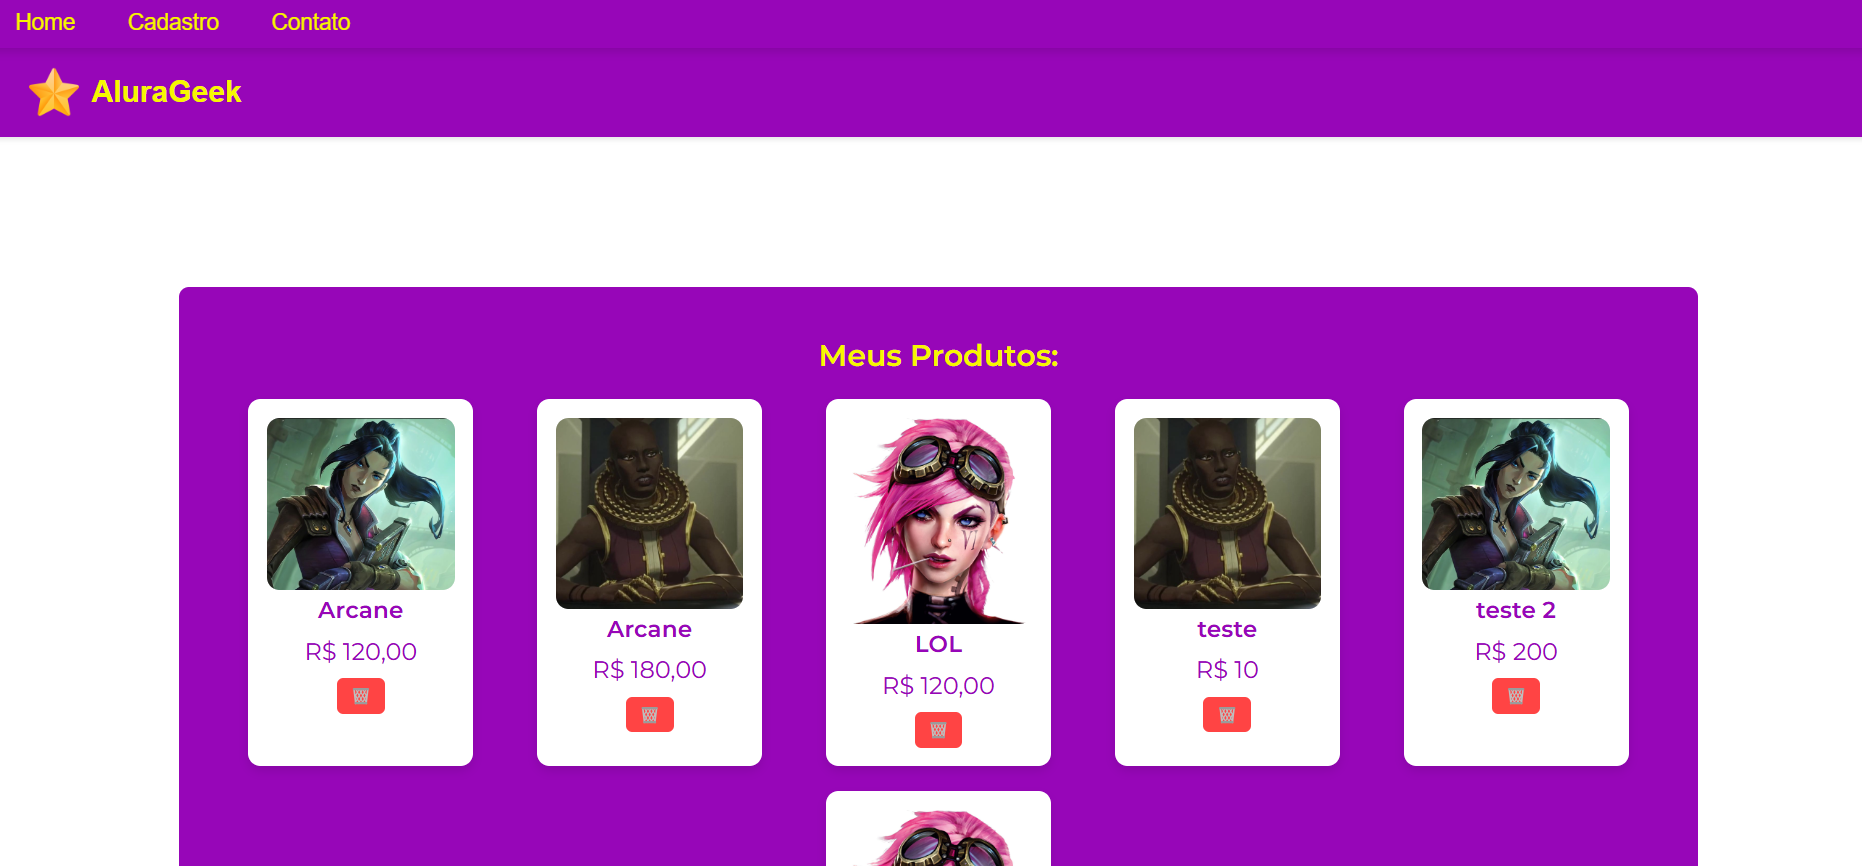 Home Cadastro Contato
AluraGeek
Meus Produtos:
Arcane
R$ 120,00
Arcane
R$ 180,00
LOL
R$ 120,00
teste
R$ 10
teste 2
R$ 200